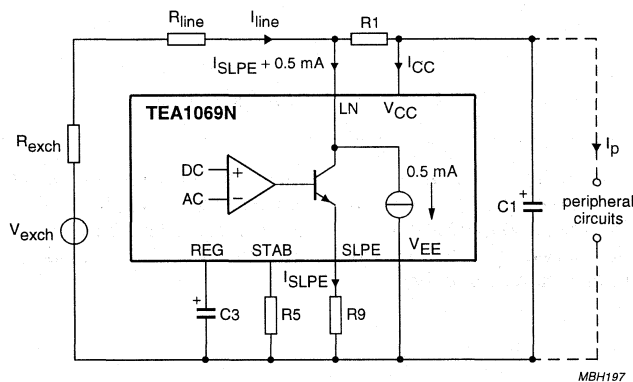 Rline
Iline
R1
ISLPE + 0.5 mA
ICC
LN
VCC
TEA1069N
Rexch
Ip
DC
AC
+
−
0.5 mA
Vexch
+
C1
peripheral
circuits
REG
STAB
SLPE
VEE
ISLPE
+
C3
R5
R9
MBH197